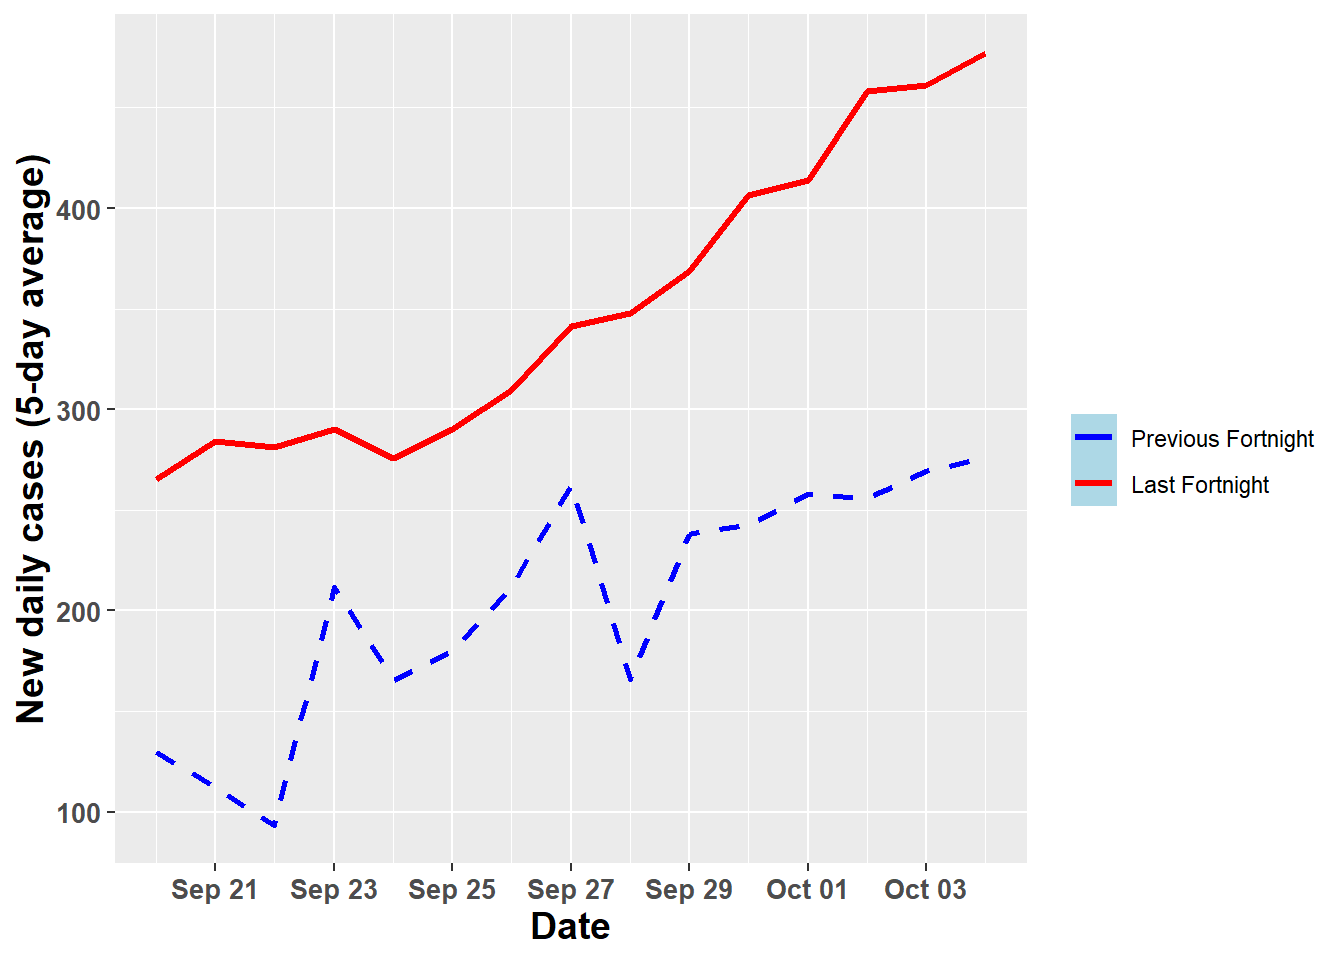 New daily cases (5-day average)
400
300
200
100
Sep 21 Sep 23 Sep 25 Sep 27 Sep 29 Oct 01 Oct 03
Date
Previous Fortnight
Last Fortnight